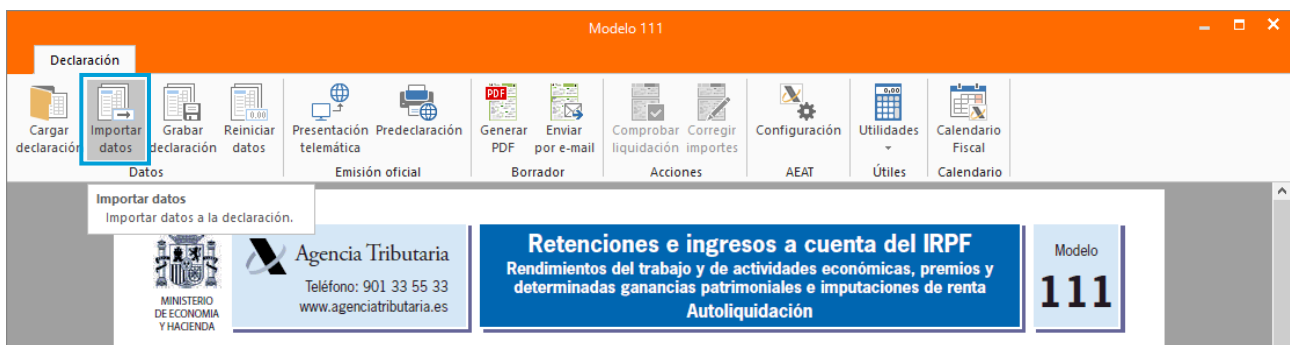 Modelo 111
Declaración
Cargar declaración
Importar datos
Grabar declaración
Reiniciar datos
Datos
Presentación telemática
Predeclaración
Emisión oficial
PDF
Generar PDF
Enviar por e-mail
Borrador
Comprobar liquidación
Corregir importes
Acciones
Configuración
AEAT
0,00
Utilidades
Útiles
Calendario Fiscal
Calendario
Importar datos
Importar datos a la declaración.
MINISTERIO
DE ECONOMIA
Y HACIENDA
Agencia Tributaria
Teléfono: 901 33 55 33
www.agenciatributaria.es
Retenciones e ingresos a cuenta del IRPF
Rendimientos del trabajo y de actividades económicas, premios y
determinadas ganancias patrimoniales e imputaciones de renta
Autoliquidación
Modelo
111